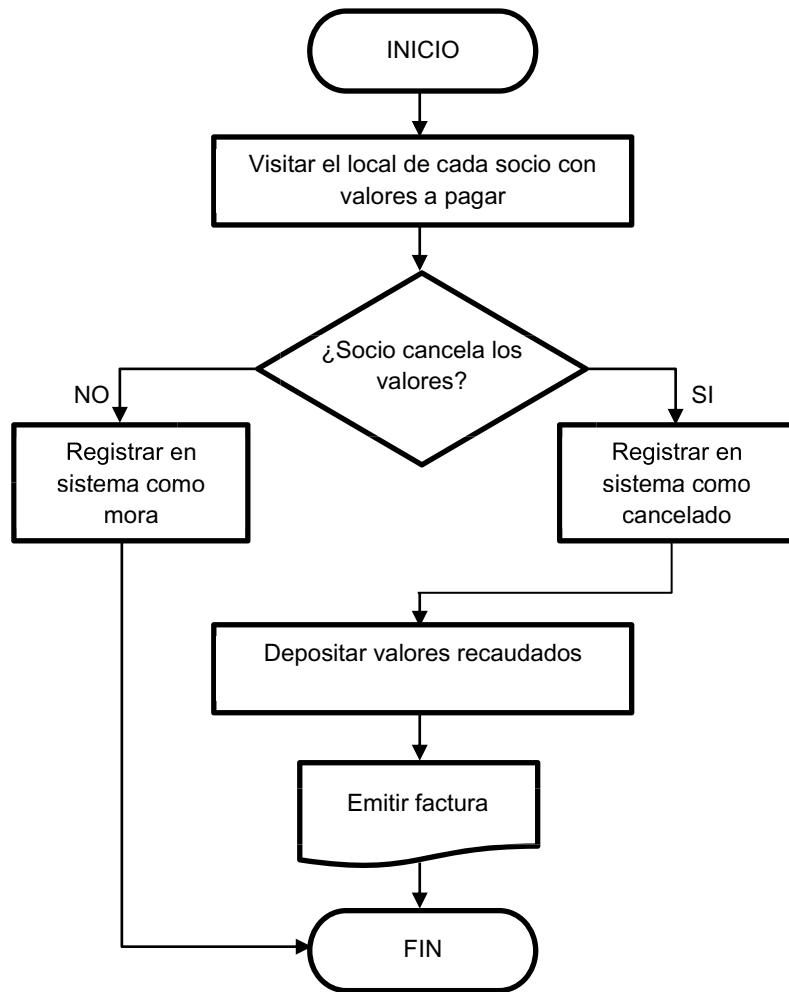 INICIO
Visitar el local de cada socio con
valores a pagar
¿Socio cancela los
valores?
NO
SI
Registrar en
sistema como
mora
Registrar en
sistema como
cancelado
Depositar valores recaudados
Emitir factura
FIN